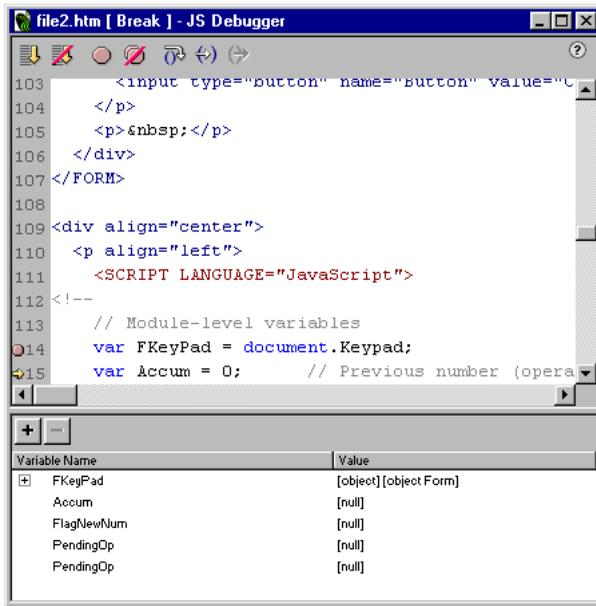 file2.htm [ Break ] - JS Debugger
103 <input type="button" name="Button" value="C
104 </p>
105 <p>&nbsp;</p>
106 </div>
107 </FORM>
108
109 <div align="center">
110 <p align="left">
111 <SCRIPT LANGUAGE="JavaScript">
112 <!--
113 // Module-level variables
14 var FKeyPad = document.Keypad;
15 var Accum = 0; // Previous number (opera
Variable Name Value
FKeyPad [object] [object Form]
Accum [null]
FlagNewNum [null]
PendingOp [null]
PendingOp [null]